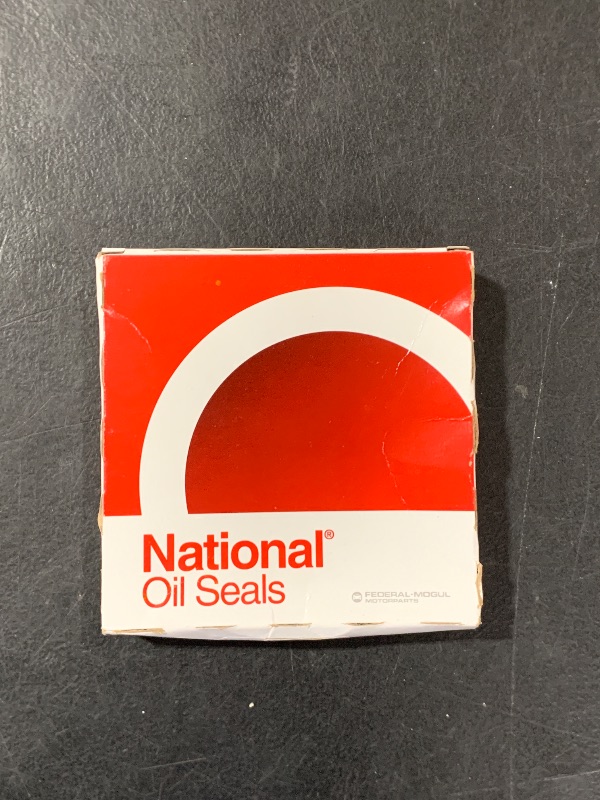 National®
Oil Seals
FEDERAL-MOGUL
MOTORPARTS